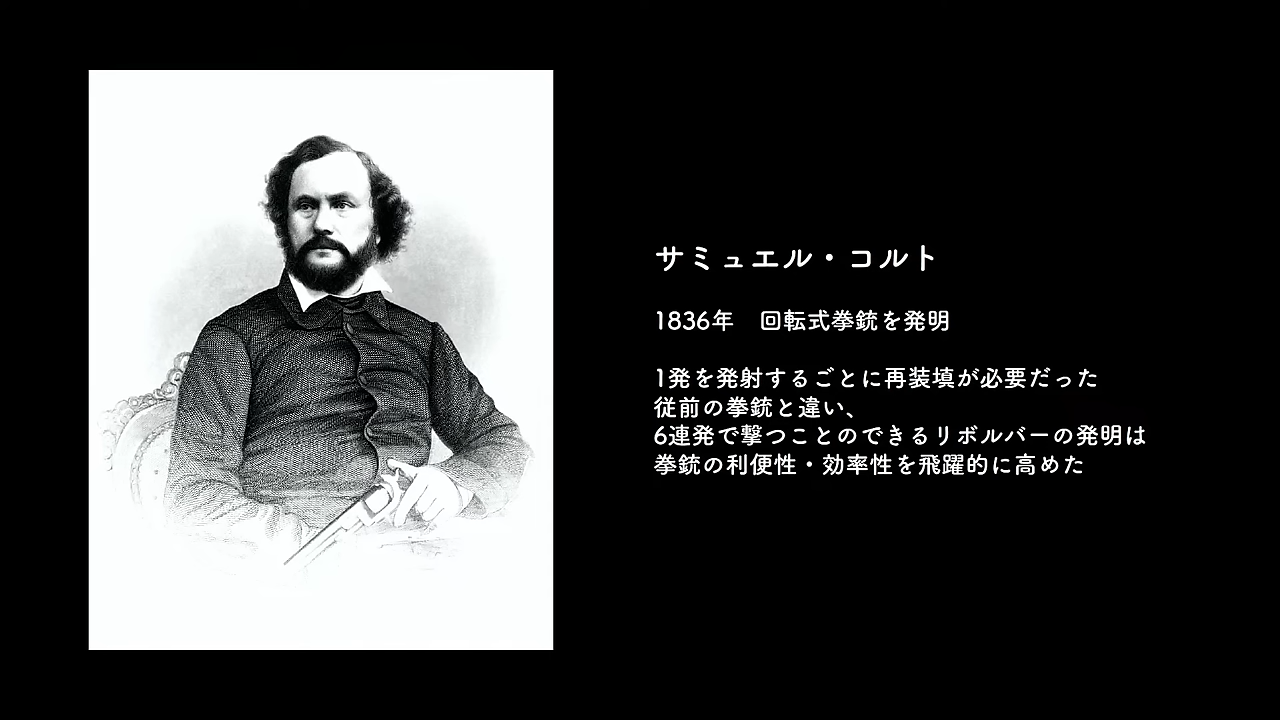 サミュエル・コルト
1836年　回転式拳銃を発明
1発を発射するごとに再装填が必要だった
従前の拳銃と違い、
6連発で撃つことのできるリボルバーの発明は
拳銃の利便性・効率性を飛躍的に高めた